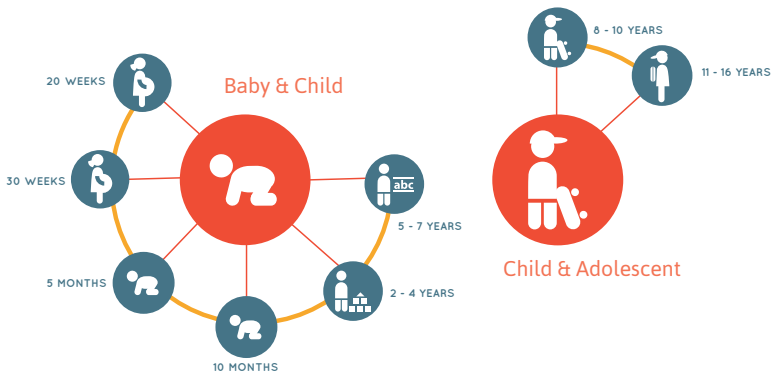 Baby & Child
20 WEEKS
30 WEEKS
5 MONTHS
10 MONTHS
2 - 4 YEARS
5 - 7 YEARS
abc
8 - 10 YEARS
11 - 16 YEARS
Child & Adolescent